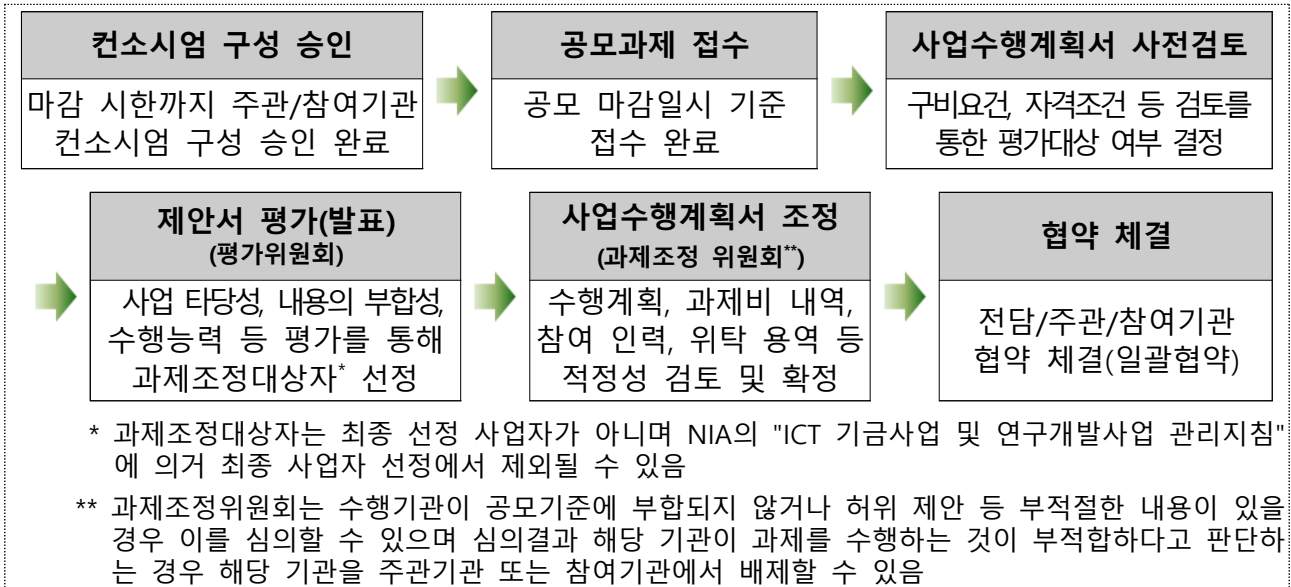 컨소시엄 구성 승인
마감 시한까지 주관/참여기관
컨소시엄 구성 승인 완료
공모과제 접수
공모 마감일시 기준
접수 완료
사업수행계획서 사전검토
구비요건, 자격조건 등 검토를
통한 평가대상 여부 결정
제안서 평가(발표)
(평가위원회)
사업 타당성, 내용의 부합성,
수행능력 등 평가를 통해
과제조정대상자* 선정
사업수행계획서 조정
(과제조정 위원회**)
수행계획, 과제비 내역,
참여 인력, 위탁 용역 등
적정성 검토 및 확정
협약 체결
전담/주관/참여기관
협약 체결(일괄협약)
* 과제조정대상자는 최종 선정 사업자가 아니며 NIA의 "ICT 기금사업 및 연구개발사업 관리지침"
에 의거 최종 사업자 선정에서 제외될 수 있음
** 과제조정위원회는 수행기관이 공모기준에 부합되지 않거나 허위 제안 등 부적절한 내용이 있을
경우 이를 심의할 수 있으며 심의결과 해당 기관이 과제를 수행하는 것이 부적합하다고 판단하
는 경우 해당 기관을 주관기관 또는 참여기관에서 배제할 수 있음